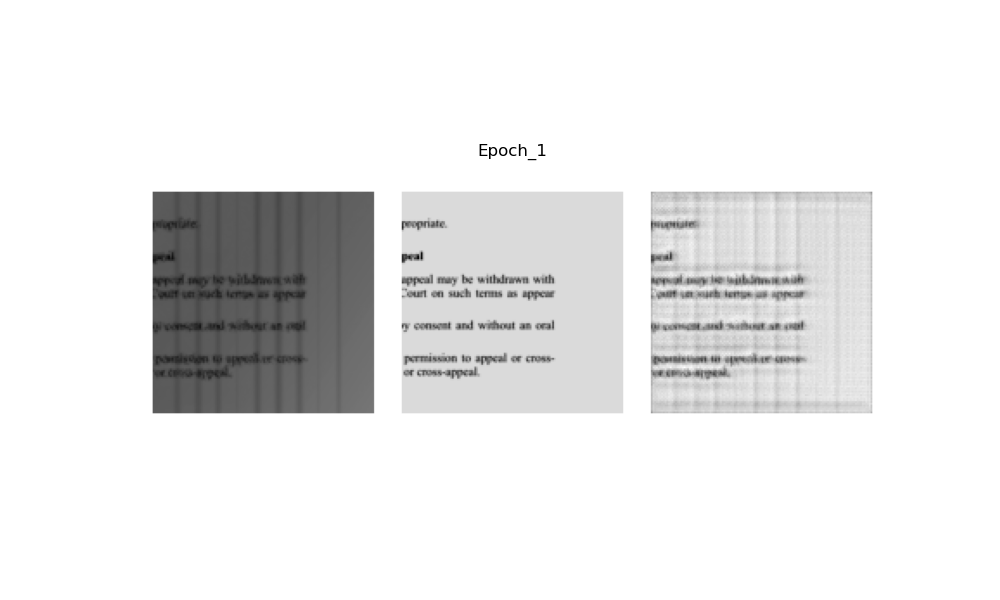 Epoch_1
propriate.
peal
appeal may be withdrawn with
Court on such terms as appear
y consent and without an oral
permission to appeal or cross-
or cross-appeal.
propriate.
peal
appeal may be withdrawn with
Court on such terms as appear
y consent and without an oral
permission to appeal or cross-
or cross-appeal.
propriate.
peal
appeal may be withdrawn with
Court on such terms as appear
y consent and without an oral
permission to appeal or cross-
or cross-appeal.